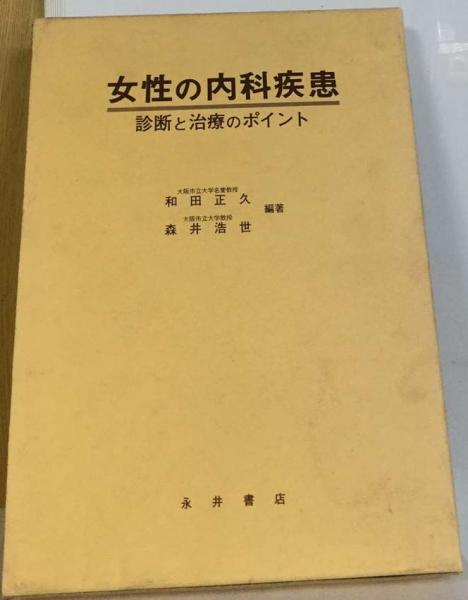 女性の内科疾患
診断と治療のポイント
大阪市立大学名誉教授
和田正久
大阪市立大学教授
森井浩世
編著
永井書店